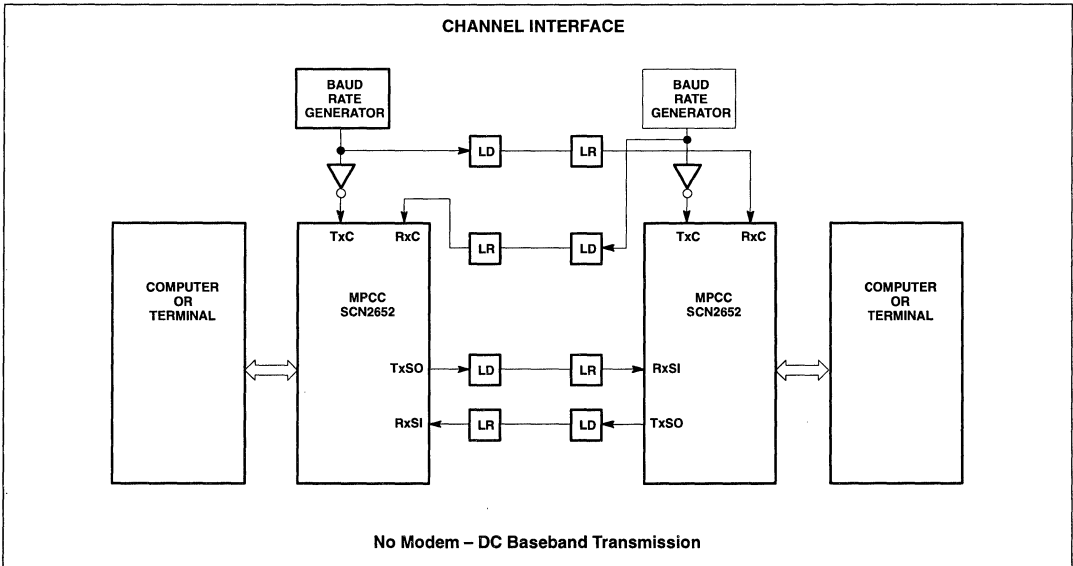 CHANNEL INTERFACE
BAUD
RATE
GENERATOR
BAUD
RATE
GENERATOR
LD
LR
TxC
RxC
LR
LD
TxC
RxC
COMPUTER
OR
TERMINAL
MPCC
SCN2652
MPCC
SCN2652
COMPUTER
OR
TERMINAL
TxSO
LD
LR
RxSI
RxSI
LR
LD
TxSO
No Modem – DC Baseband Transmission